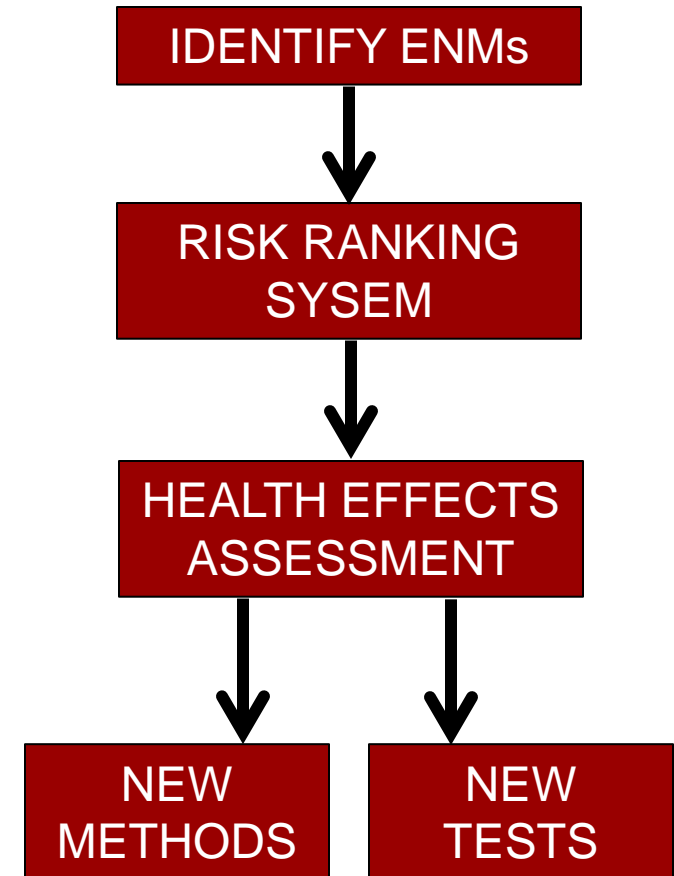 IDENTIFY ENMs
RISK RANKING
SYSEM
HEALTH EFFECTS
ASSESSMENT
NEW
METHODS
NEW
TESTS